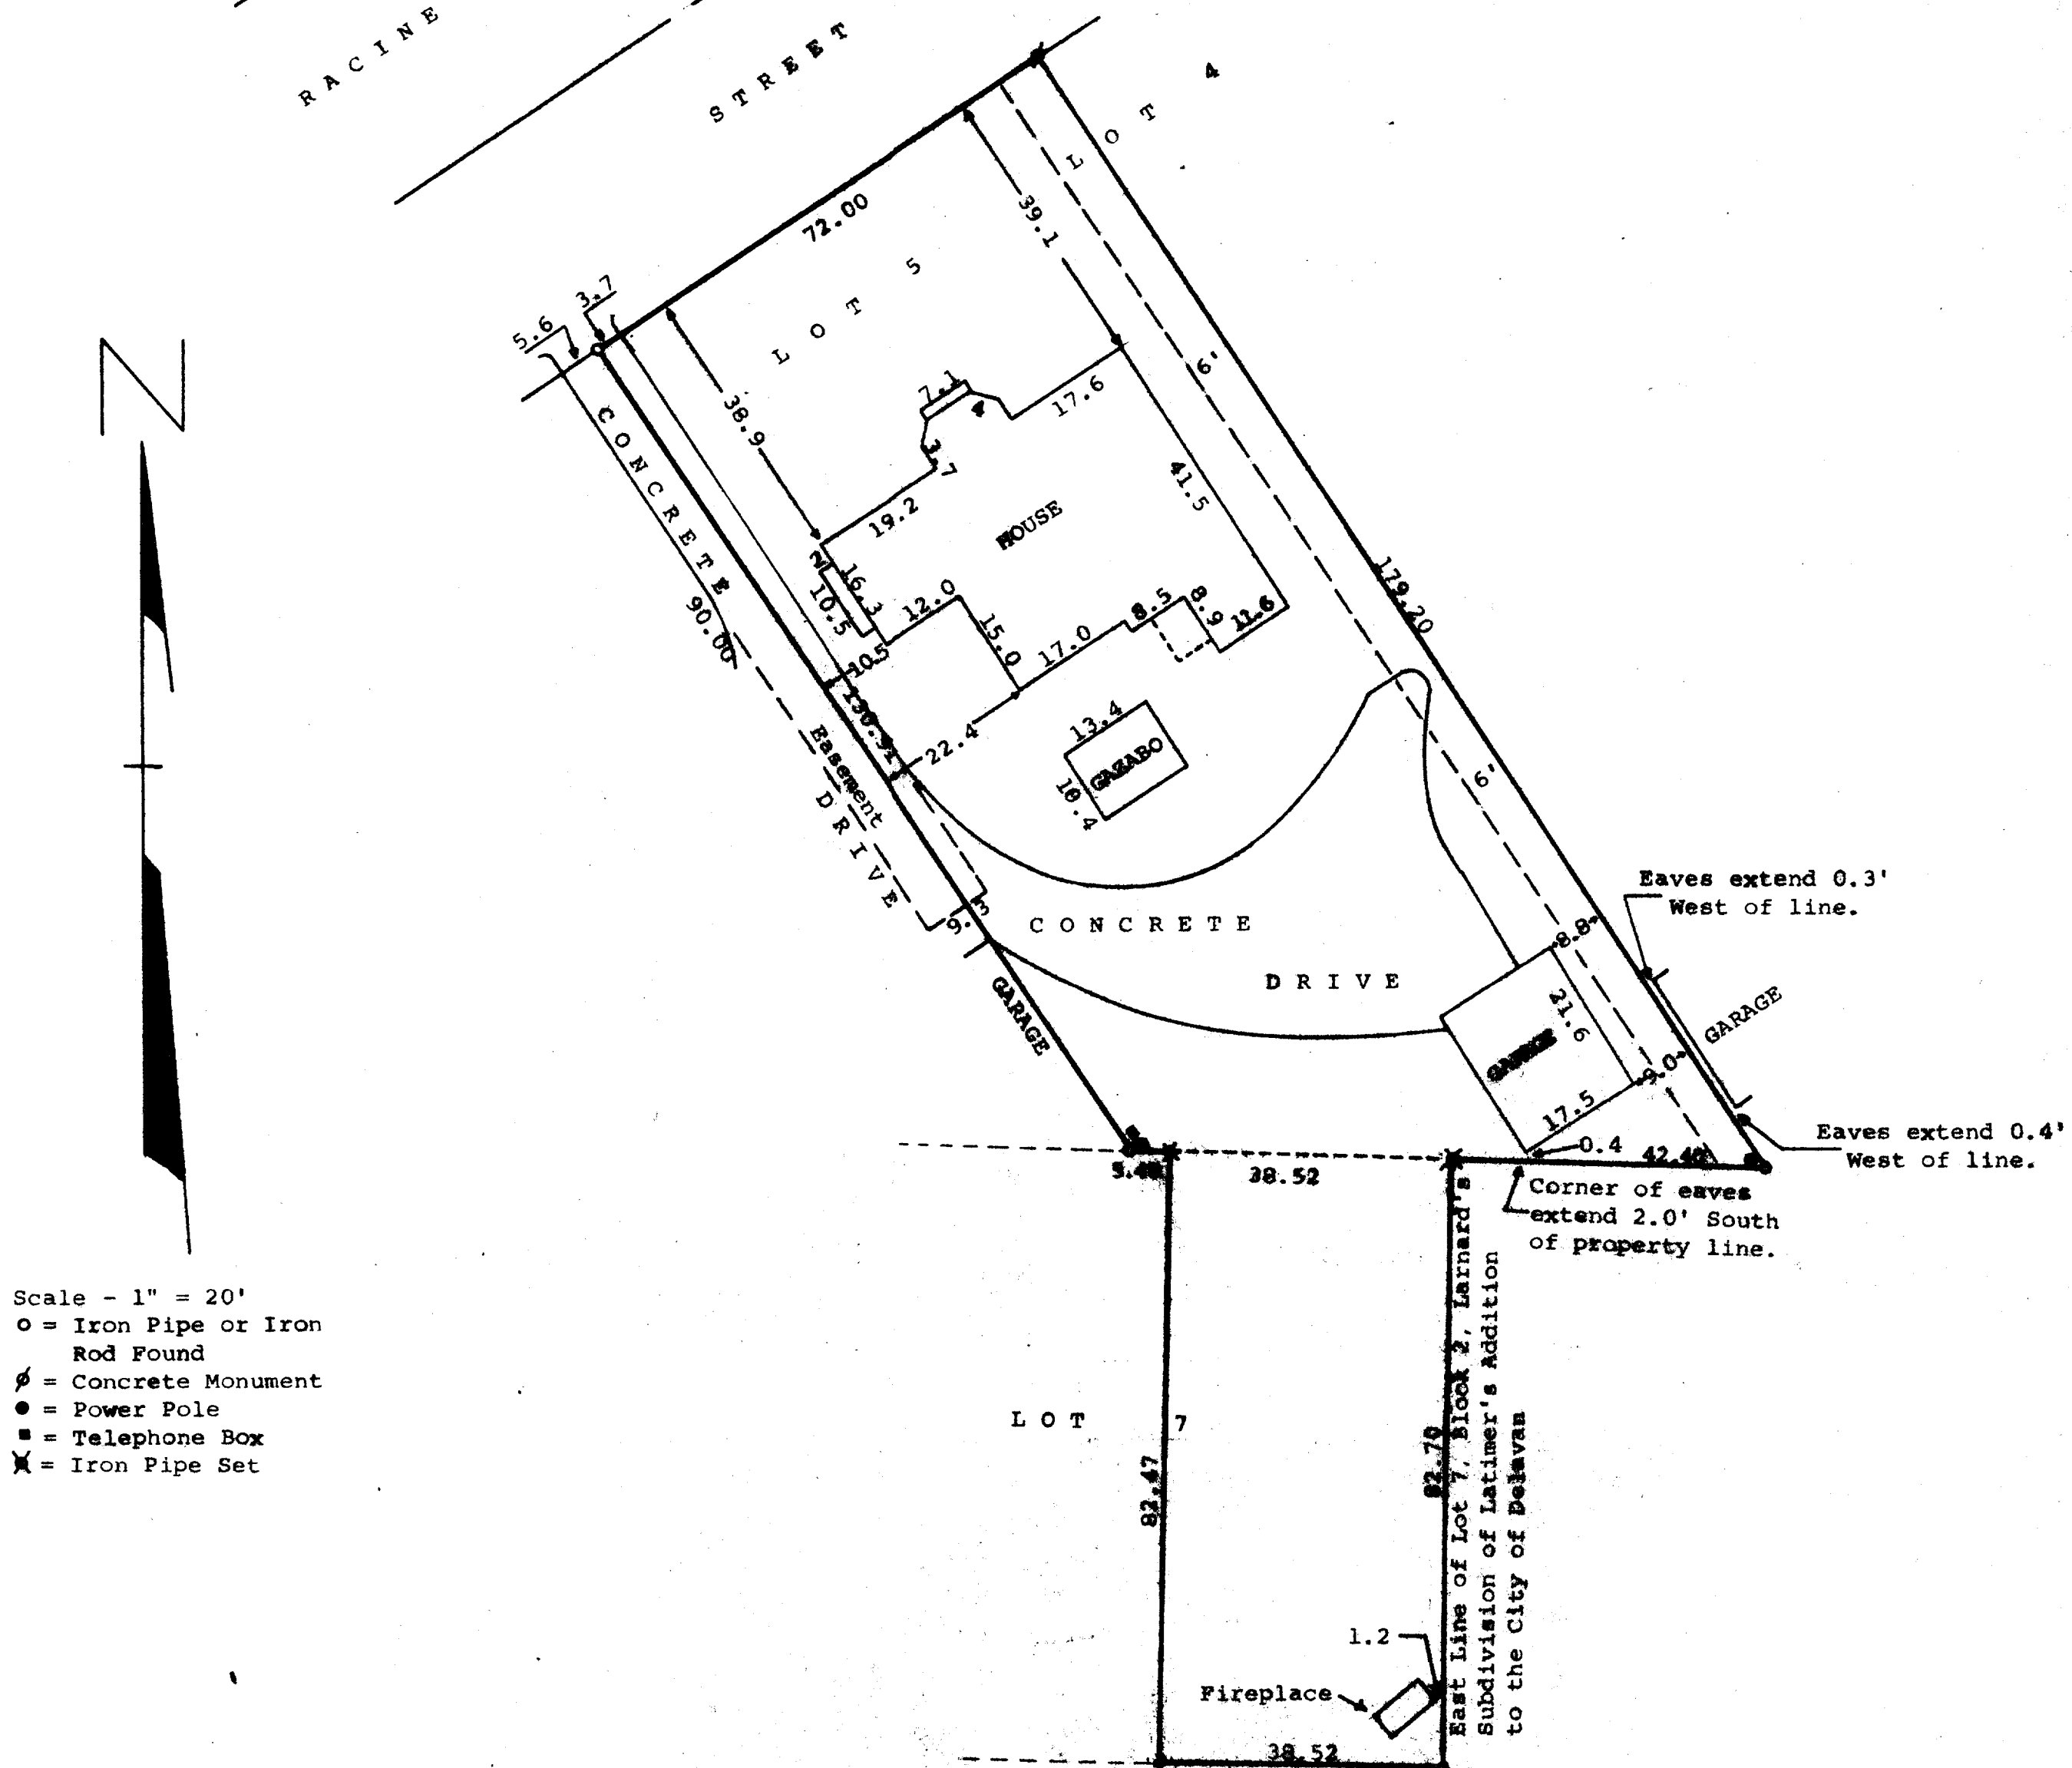 RACINE
STREET
LOT 4
72.00
39.1
3.7
5.6
LOT 5
6'
7.1
4
17.6
38.9
3.7
CONCRETE
19.2
41.5
HOUSE
2
16.3
10.5
12.0
179.20
8.5
8.9
11.6
90.00
15.0
17.0
10.5
22.4
13.4
GAZABO
10.4
6'
Easement
DRIVE
Eaves extend 0.3'
West of line.
3
9.
CONCRETE
8.8
DRIVE
GARAGE
21.6
GARAGE
GARAGE
9.0
17.5
0.4
42.40
Eaves extend 0.4'
West of line.
38.52
Corner of eaves
extend 2.0' South
of property line.
N
Scale - 1" = 20'
= Iron Pipe or Iron
Rod Found
= Concrete Monument
= Power Pole
= Telephone Box
= Iron Pipe Set
LOT 7
82.47
82.70
East Line of Lot 7, Block 2, Larnard's
Subdivision of Latimer's Addition
to the City of Delavan
1.2
Fireplace
38.52